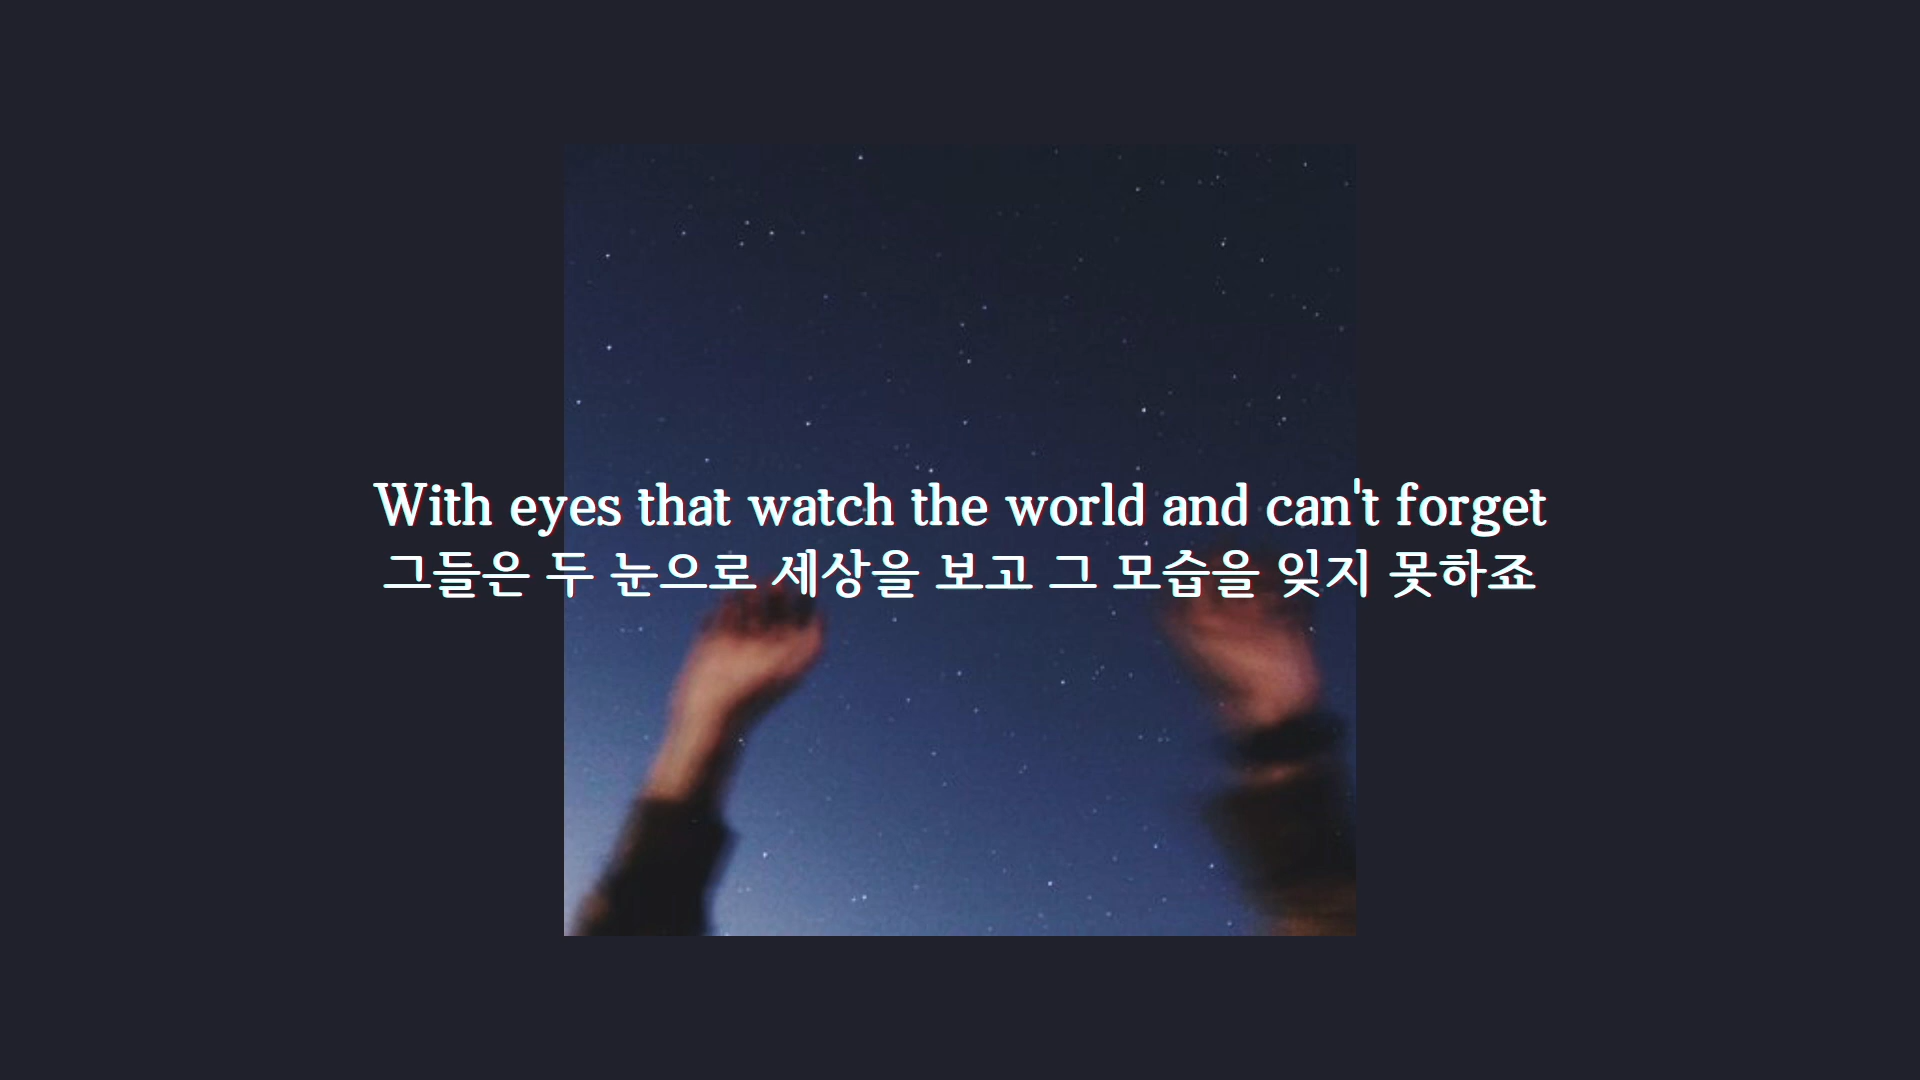 With eyes that watch the world and can't forget
그들은 두 눈으로 세상을 보고 그 모습을 잊지 못하죠